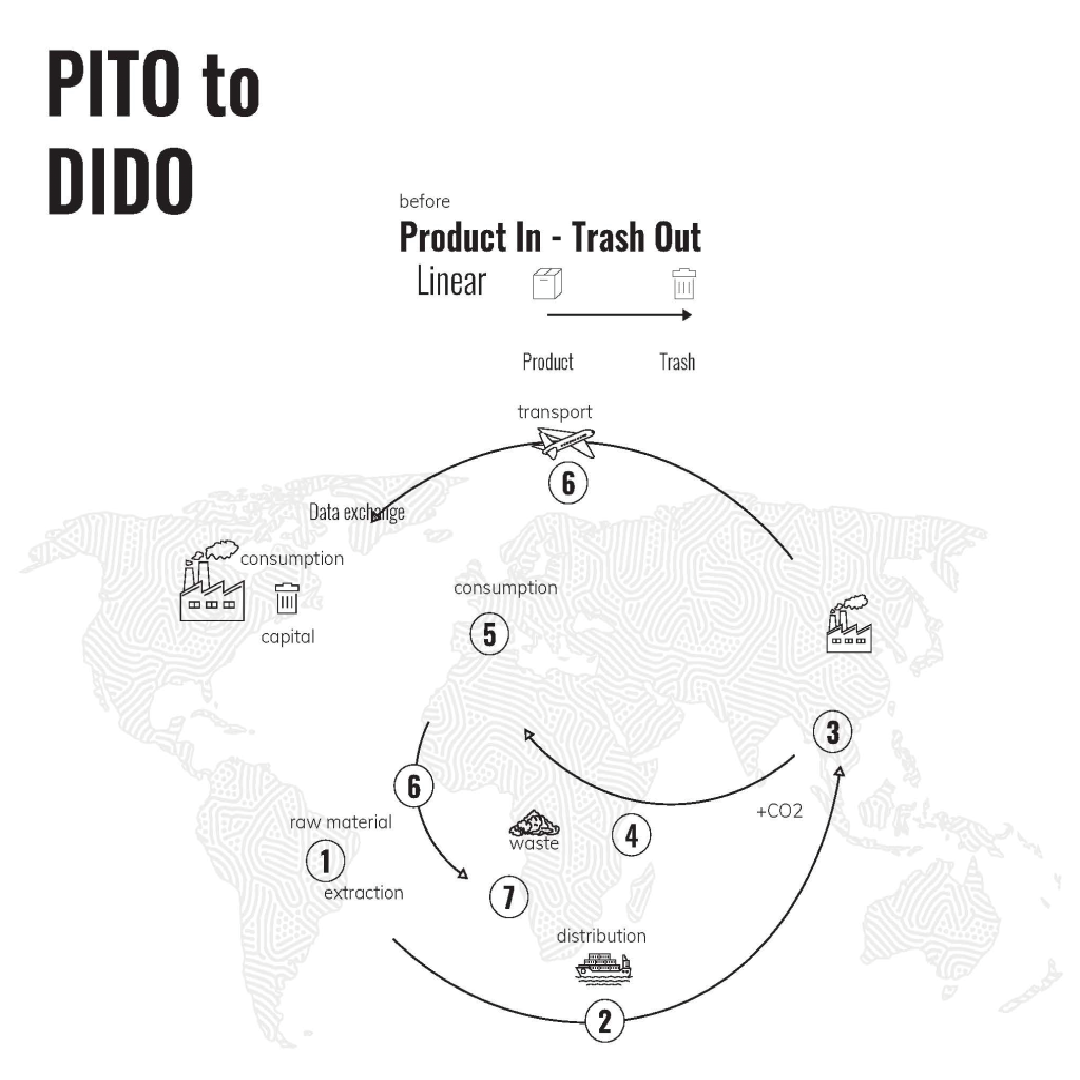 PITO to
DIDO
before
Product In - Trash Out
Linear
Product Trash
transport
6
Data exchange
consumption
capital
consumption
5
3
6
+CO2
raw material
1
extraction
waste
4
7
distribution
2